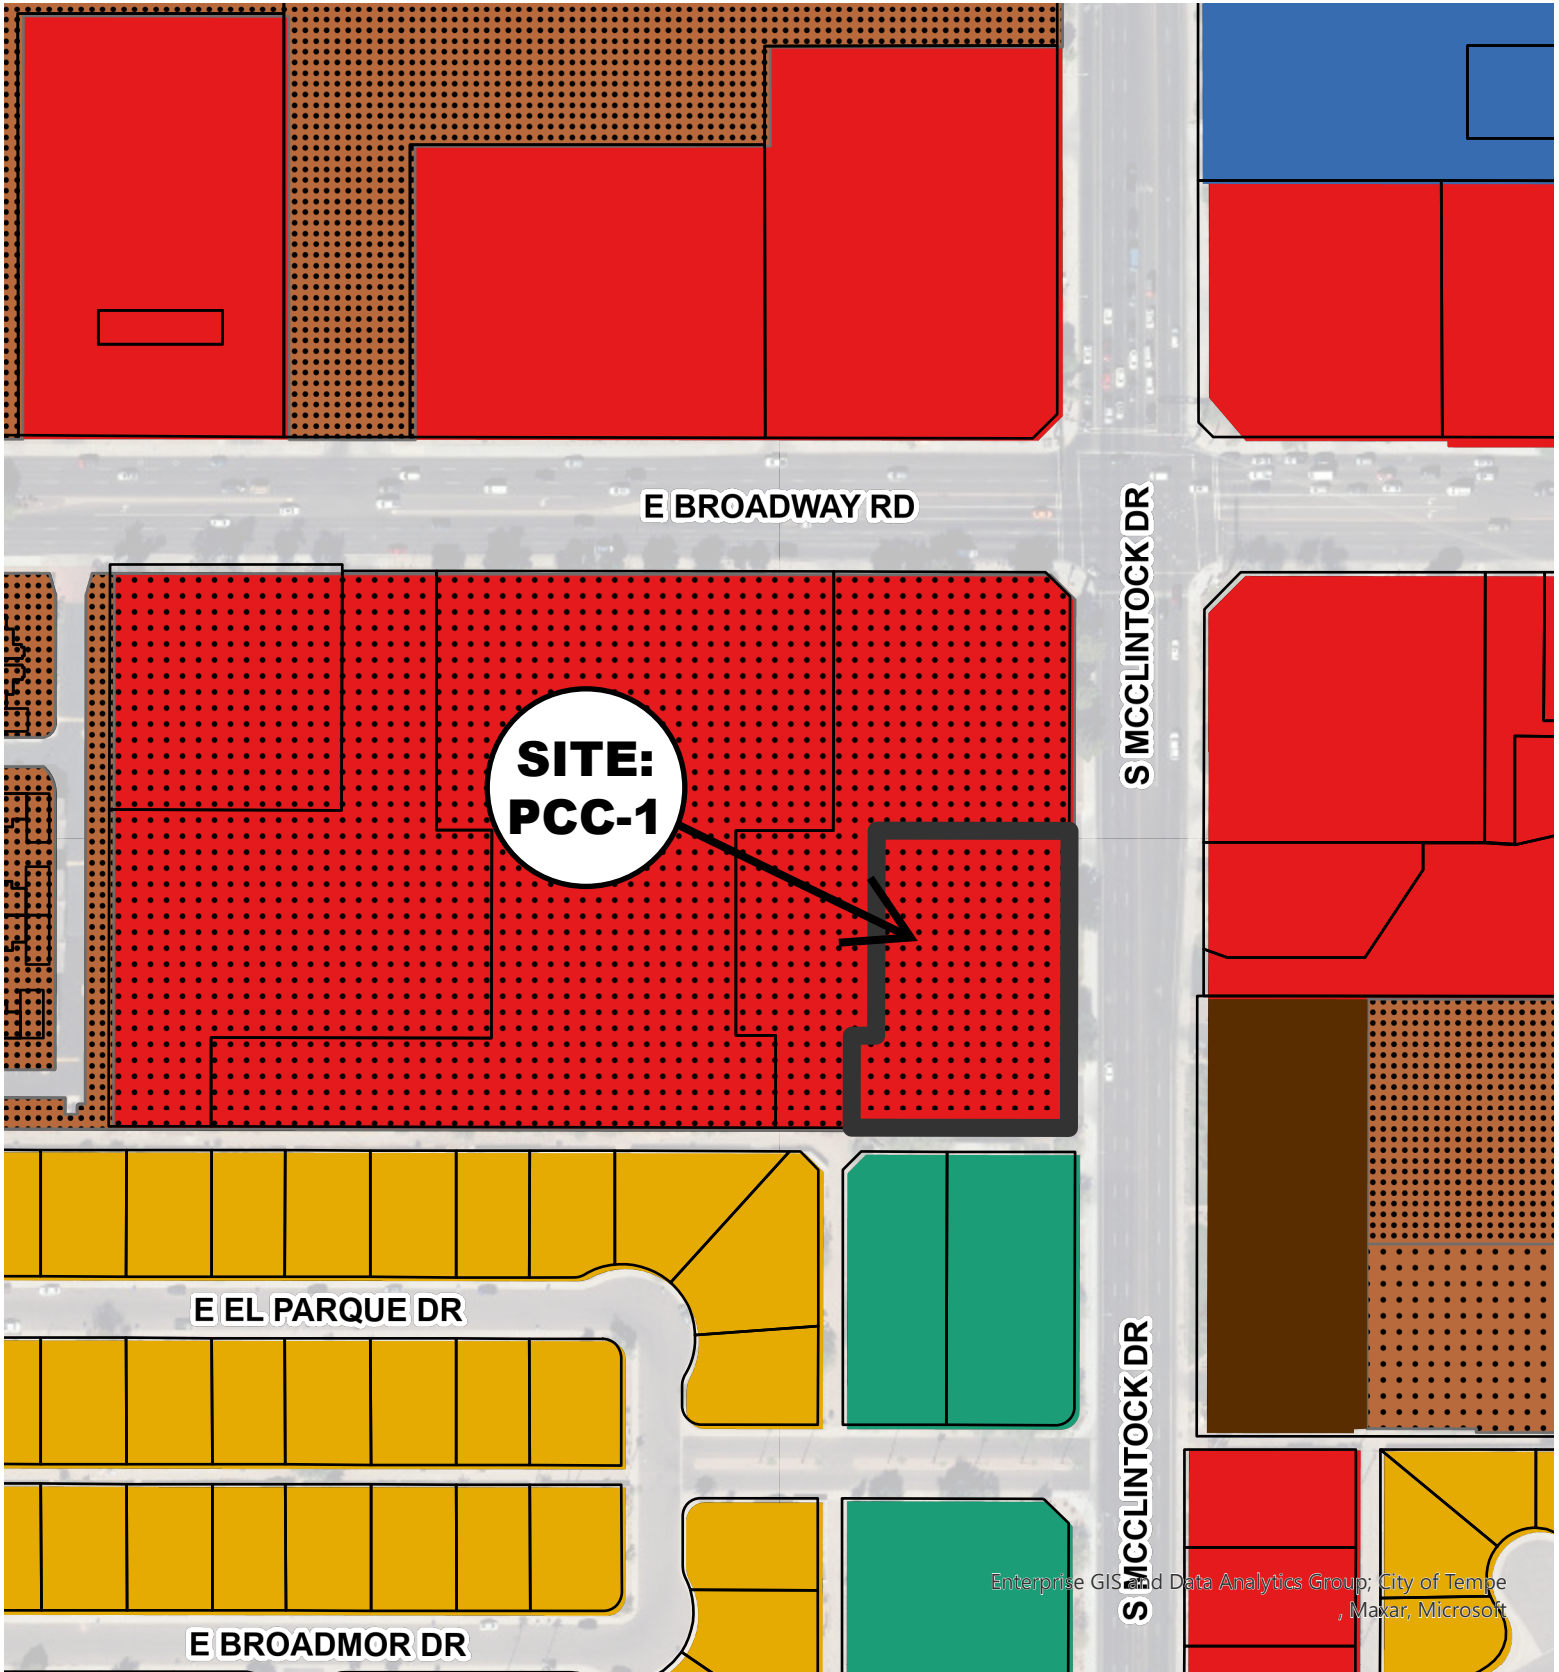 E BROADWAY RD
S MCCLINTOCK DR
SITE:
PCC-1
E EL PARQUE DR
S MCCLINTOCK DR
Enterprise GIS and Data Analytics Group; City of Tempe
, Maxar, Microsoft
E BROADMOR DR